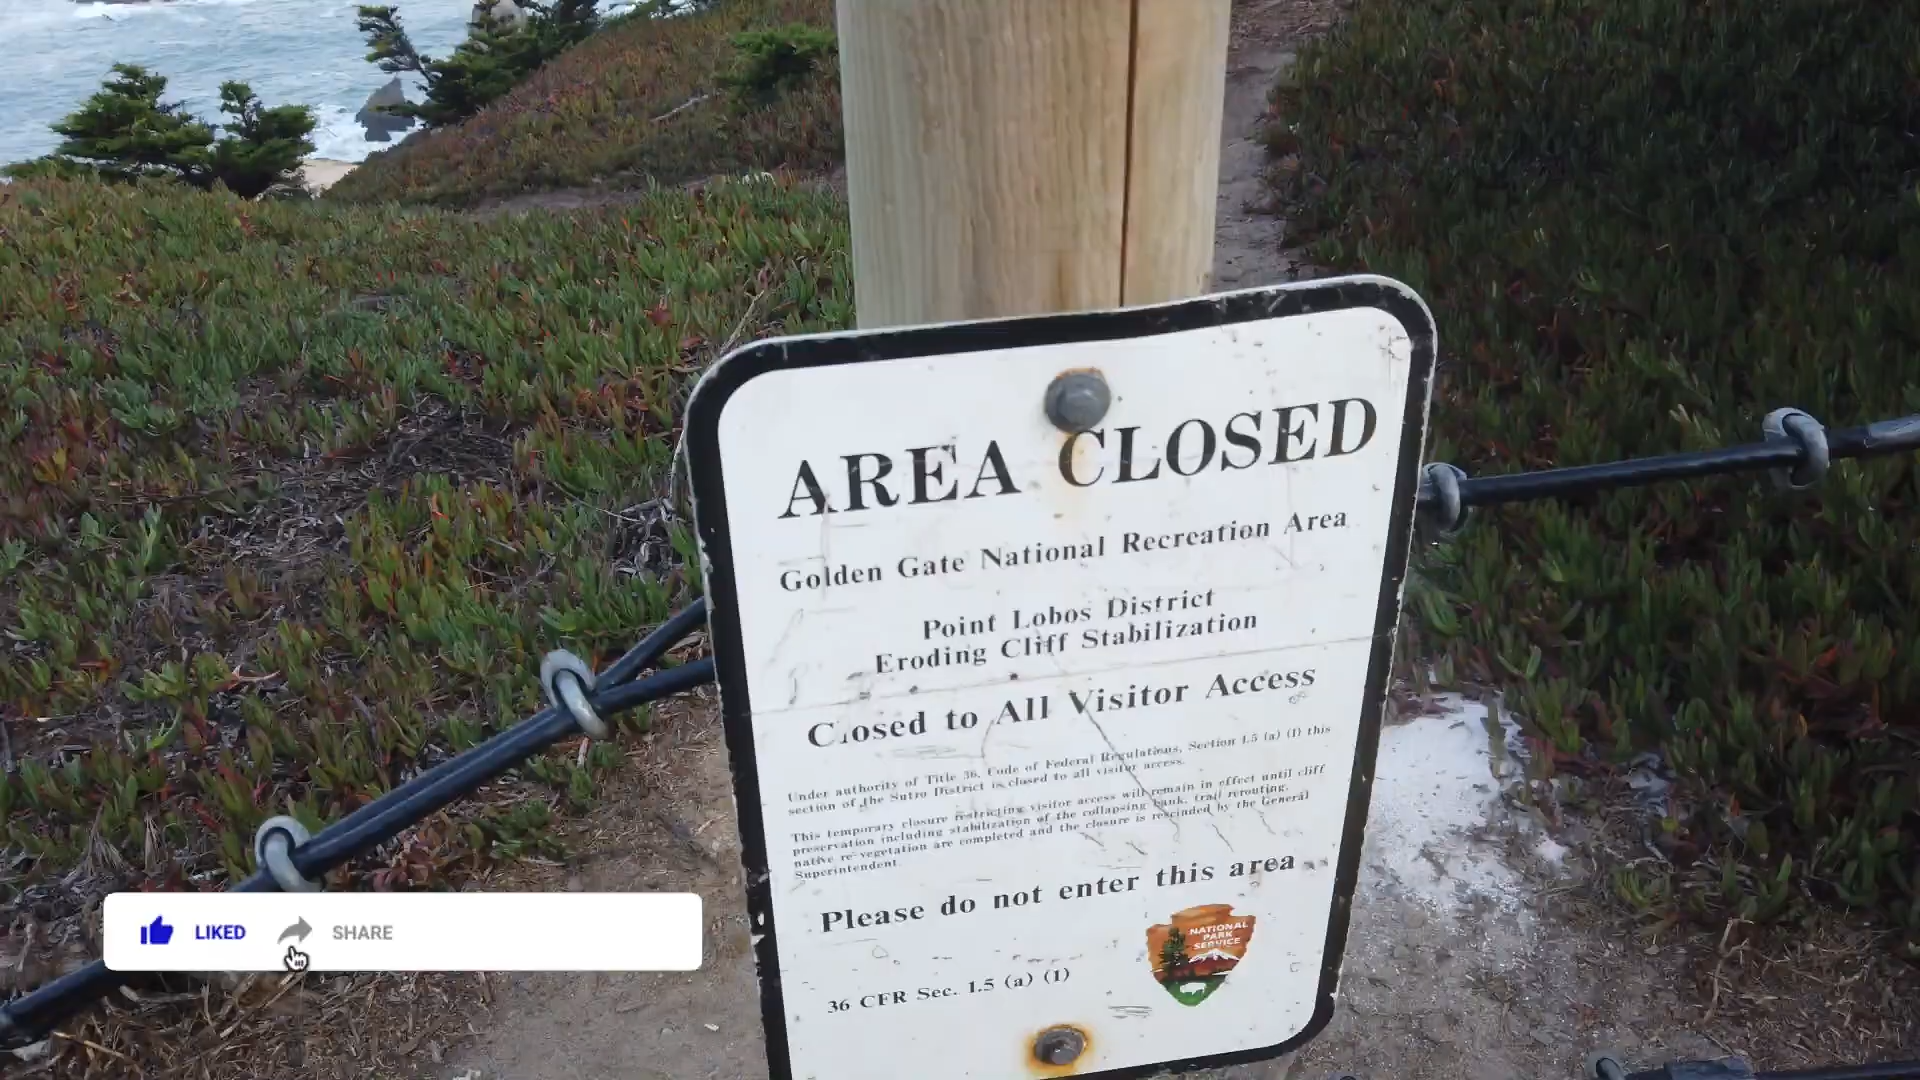 AREA CLOSED
Golden Gate National Recreation Area
Point Lobos District
Eroding Cliff Stabilization
Closed to All Visitor Access
Under authority of Title 36, Code of Federal Regulations, Section 1.5 (a) (1) this
section of the Sutro District is closed to all visitor access.
This temporary closure restricting visitor access will remain in effect until cliff
preservation including stabilization of the collapsing bank, trail rerouting,
native re-vegetation are completed and the closure is rescinded by the General
Superintendent
Please do not enter this area
NATIONAL
PARK
SERVICE
36 CFR Sec. 1.5 (a) (1)
LIKED
SHARE